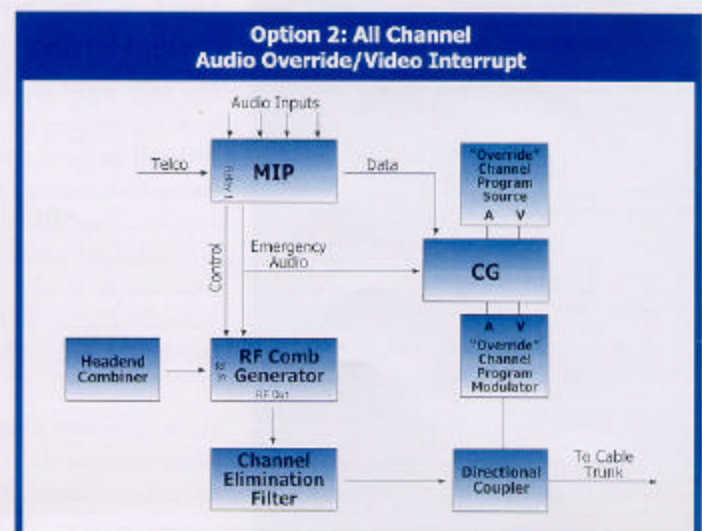 Option 2: All Channel
Audio Override/Video Interrupt
Audio Inputs
Telco
Relay 1
MIP
Data
"Override"
Channel
Program
Source
A V
Control
Emergency
Audio
CG
A V
"Override"
Channel
Program
Modulator
Headend
Combiner
RF Comb
Generator
RF Out
Channel
Elimination
Filter
Directional
Coupler
To Cable
Trunk